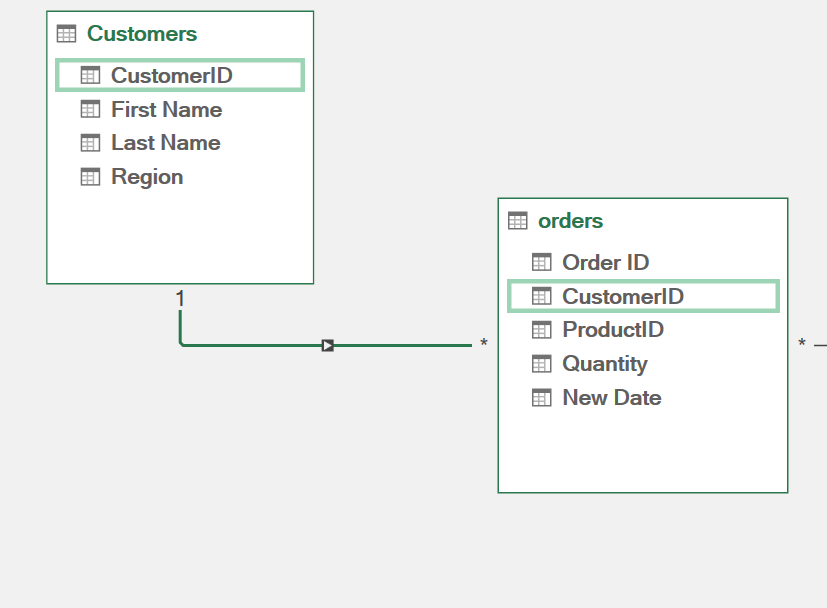 Customers
CustomerID
First Name
Last Name
Region
1
*
orders
Order ID
CustomerID
ProductID
Quantity
New Date
*